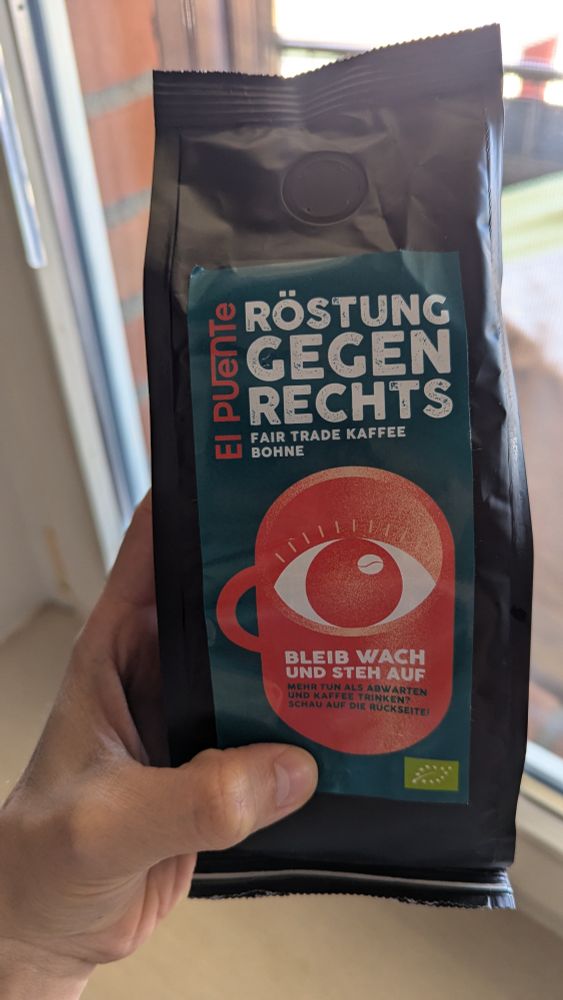 El PUenTe
RÖSTUNG
GEGEN
RECHTS
FAIR TRADE KAFFEE
BOHNE
BLEIB WACH
UND STEH AUF
MEHR TUN ALS ABWARTEN
UND KAFFEE TRINKEN?
SCHAU AUF DIE RÜCKSEITE!